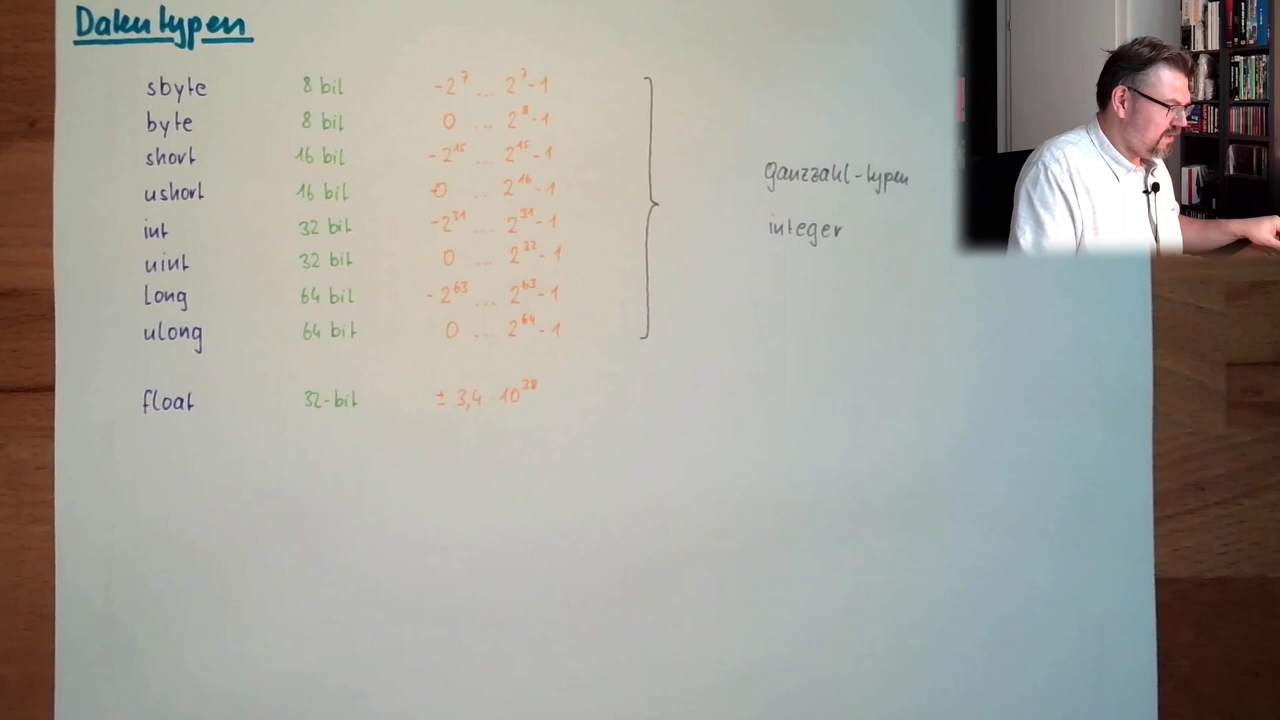 Datentypen
sbyte 8 bit -2^7 ... 2^7-1
byte 8 bit 0 ... 2^8-1
short 16 bit -2^15 ... 2^15-1
ushort 16 bit 0 ... 2^16-1
int 32 bit -2^31 ... 2^31-1
uint 32 bit 0 ... 2^32-1
long 64 bit -2^63 ... 2^63-1
ulong 64 bit 0 ... 2^64-1
ganzzahl-typen
integer
float 32-bit ± 3,4 · 10^38